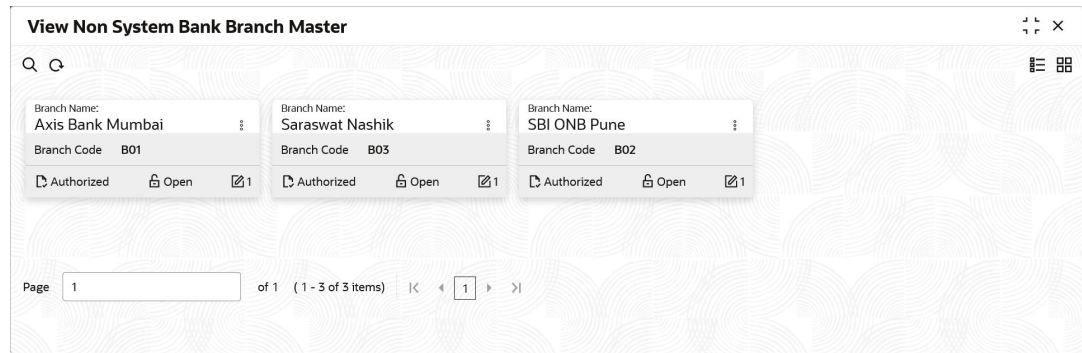 View Non System Bank Branch Master
Branch Name:
Axis Bank Mumbai
Branch Code B01
Authorized Open 1
Branch Name:
Saraswat Nashik
Branch Code B03
Authorized Open 1
Branch Name:
SBI ONB Pune
Branch Code B02
Authorized Open 1
Page 1 of 1 ( 1 - 3 of 3 items) 1